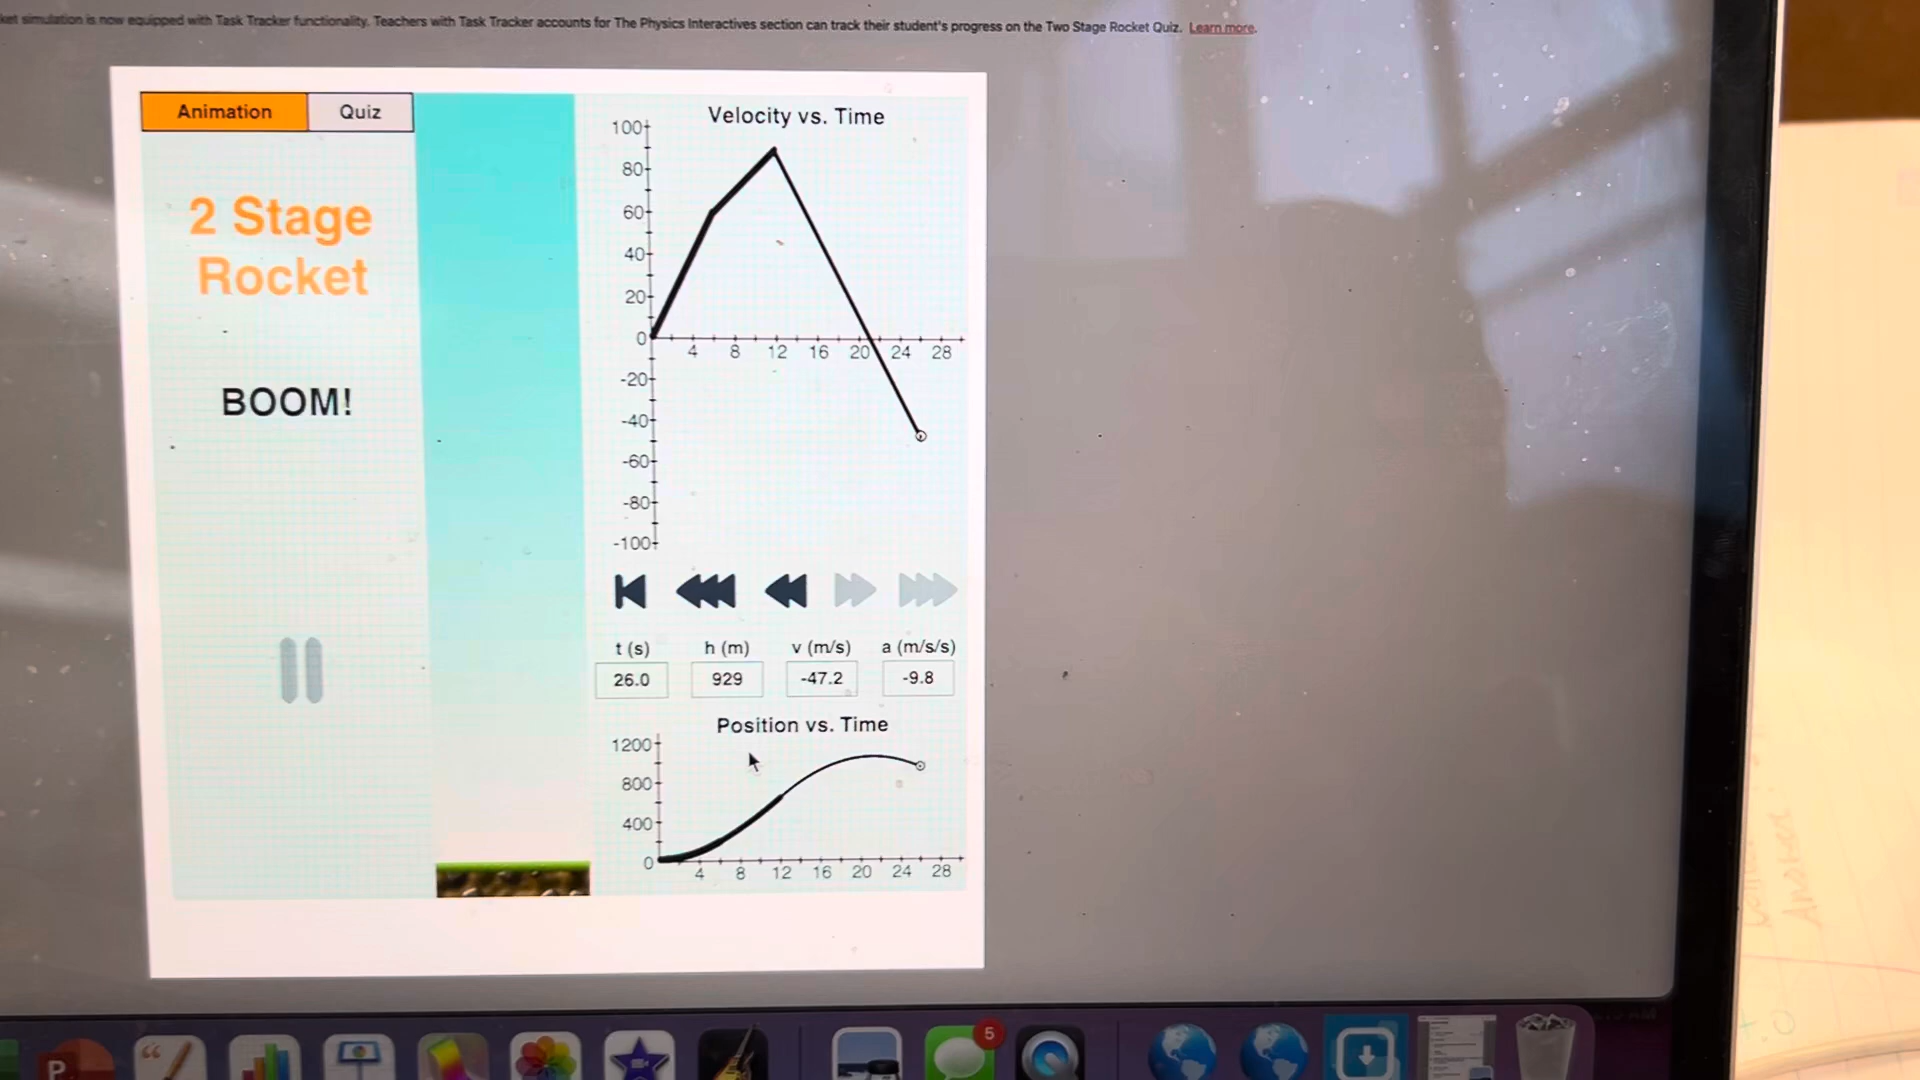 ket simulation is now equipped with Task Tracker functionality. Teachers with Task Tracker accounts for The Physics Interactives section can track their student's progress on the Two Stage Rocket Quiz. Learn more.
Animation Quiz
2 Stage
Rocket
BOOM!
Velocity vs. Time
100
80
60
40
20
0
4 8 12 16 20 24 28
-20
-40
-60
-80
-100
t (s) h (m) v (m/s) a (m/s/s)
26.0 929 -47.2 -9.8
Position vs. Time
1200
800
400
0
4 8 12 16 20 24 28
5
P
Another